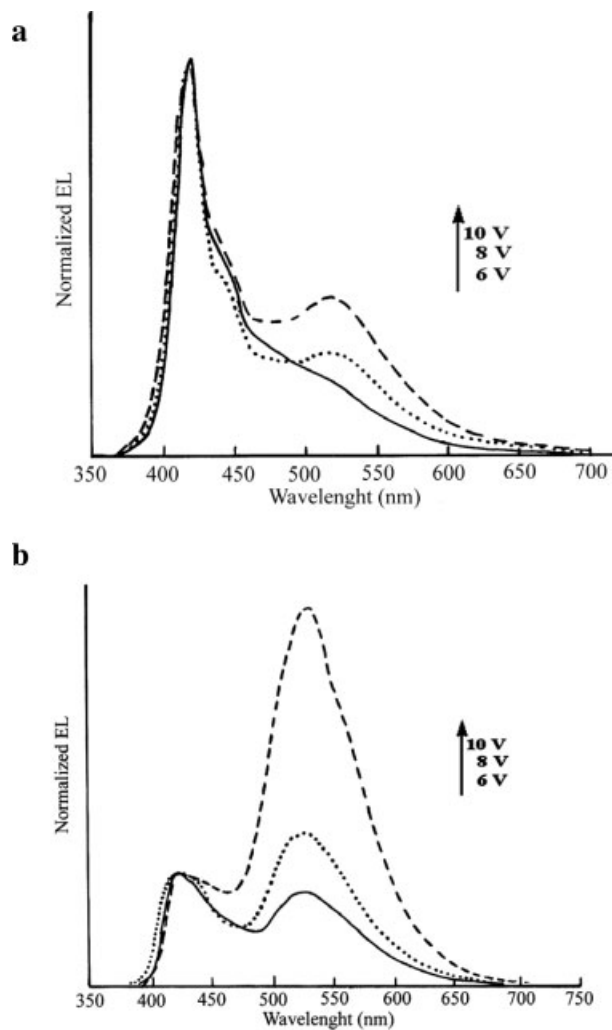 a
Normalized EL
10 V
8 V
6 V
350 400 450 500 550 600 650 700
Wavelenght (nm)
b
Normalized EL
10 V
8 V
6 V
350 400 450 500 550 600 650 700 750
Wavelenght (nm)